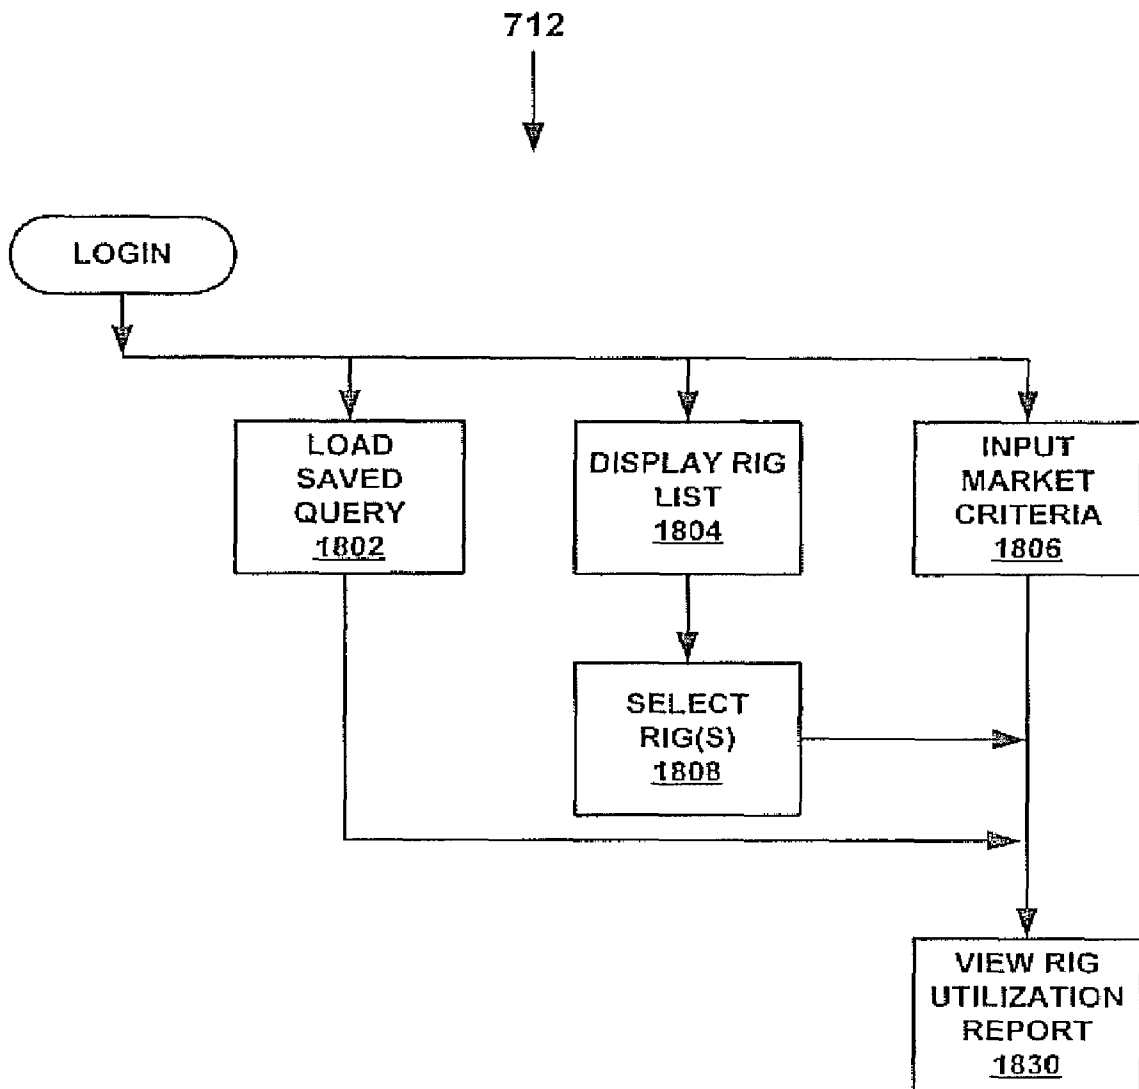 712
LOGIN
LOAD
SAVED
QUERY
1802
DISPLAY RIG
LIST
1804
INPUT
MARKET
CRITERIA
1806
SELECT
RIG(S)
1808
VIEW RIG
UTILIZATION
REPORT
1830